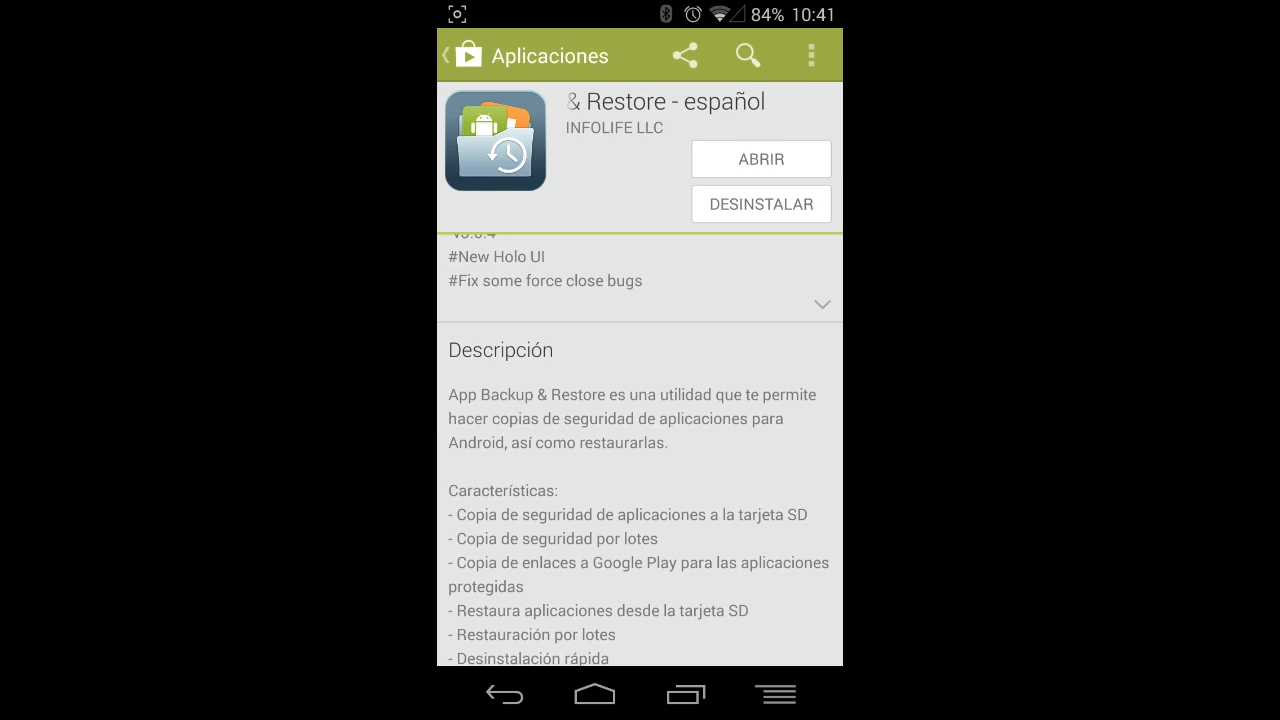 84% 10:41
Aplicaciones
& Restore - español
INFOLIFE LLC
ABRIR
DESINSTALAR
v3.0.4
#New Holo UI
#Fix some force close bugs
Descripción
App Backup & Restore es una utilidad que te permite
hacer copias de seguridad de aplicaciones para
Android, así como restaurarlas.
Características:
- Copia de seguridad de aplicaciones a la tarjeta SD
- Copia de seguridad por lotes
- Copia de enlaces a Google Play para las aplicaciones
protegidas
- Restaura aplicaciones desde la tarjeta SD
- Restauración por lotes
- Desinstalación rápida